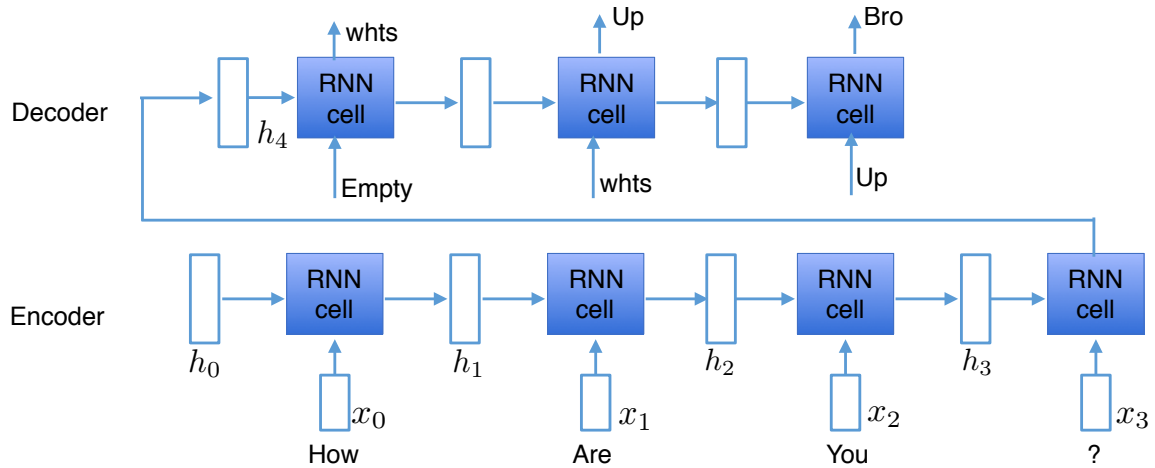 whts
Up
Bro
RNN cell
RNN cell
RNN cell
Decoder
h₄
Empty
whts
Up
RNN cell
RNN cell
RNN cell
RNN cell
Encoder
h₀
h₁
h₂
h₃
x₀
x₁
x₂
x₃
How
Are
You
?